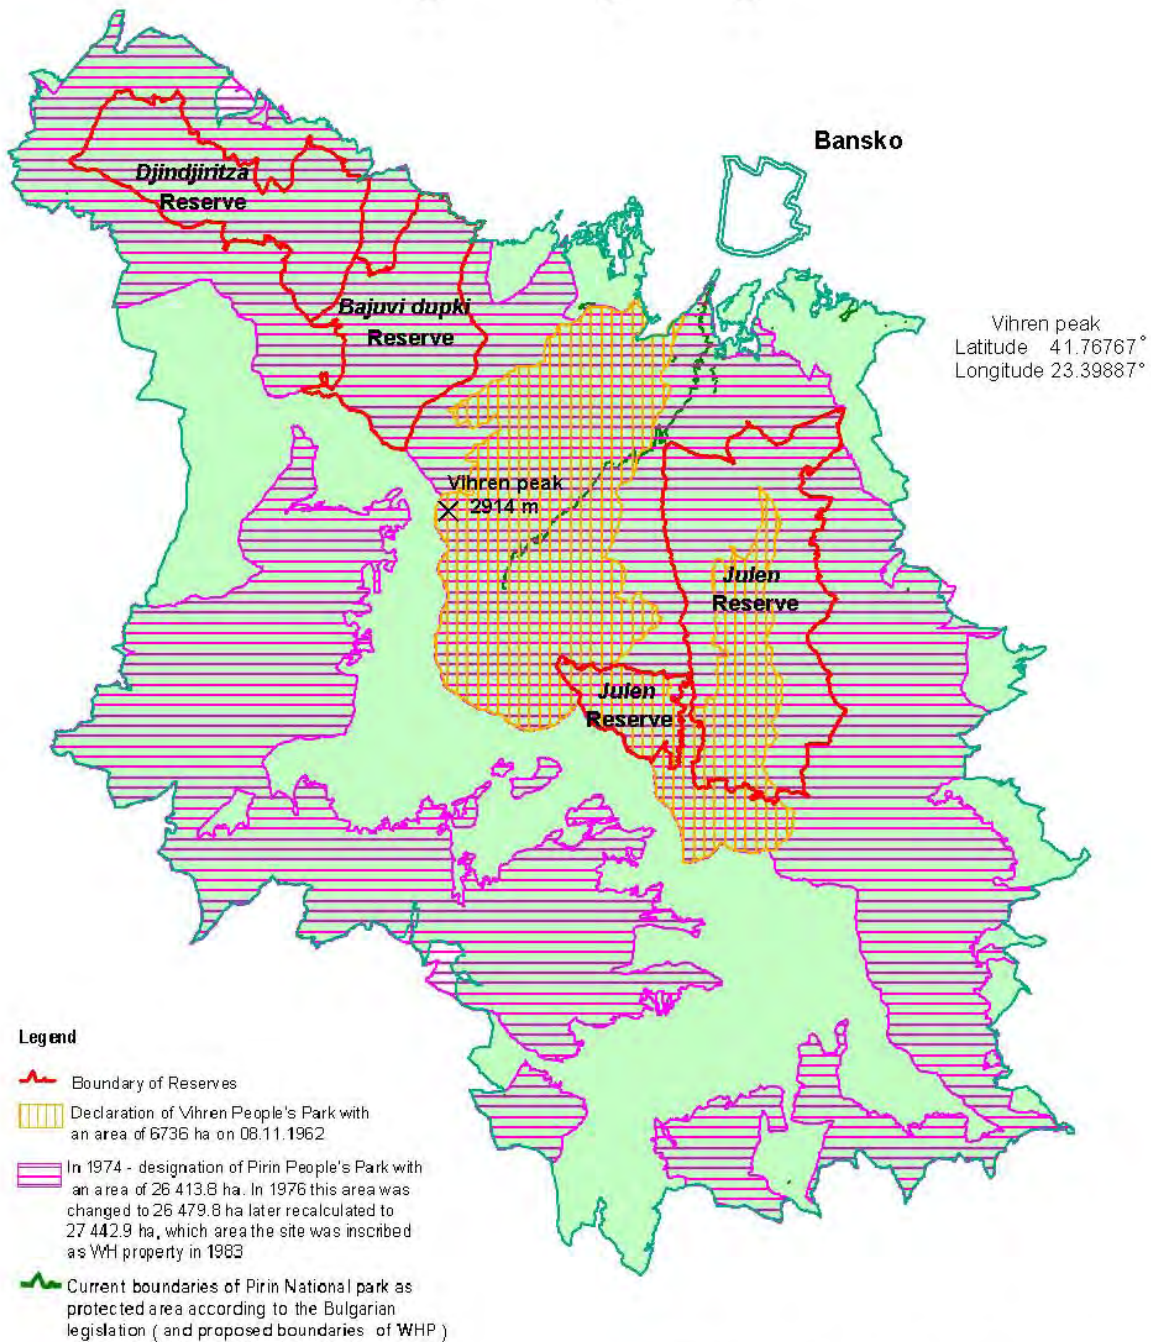 Bansko
Djindjiritza
Reserve
Bajuvi dupki
Reserve
Vihren peak
Latitude 41.76767°
Longitude 23.39887°
Vihren peak
2914 m
Julen
Reserve
Julen
Reserve
Legend
Boundary of Reserves
Declaration of Vihren People's Park with
an area of 6736 ha on 08.11.1962
In 1974 - designation of Pirin People's Park with
an area of 26 413.8 ha. In 1976 this area was
changed to 26 479.8 ha later recalculated to
27 442.9 ha, which area the site was inscribed
as WH property in 1983
Current boundaries of Pirin National park as
protected area according to the Bulgarian
legislation ( and proposed boundaries of WHP )